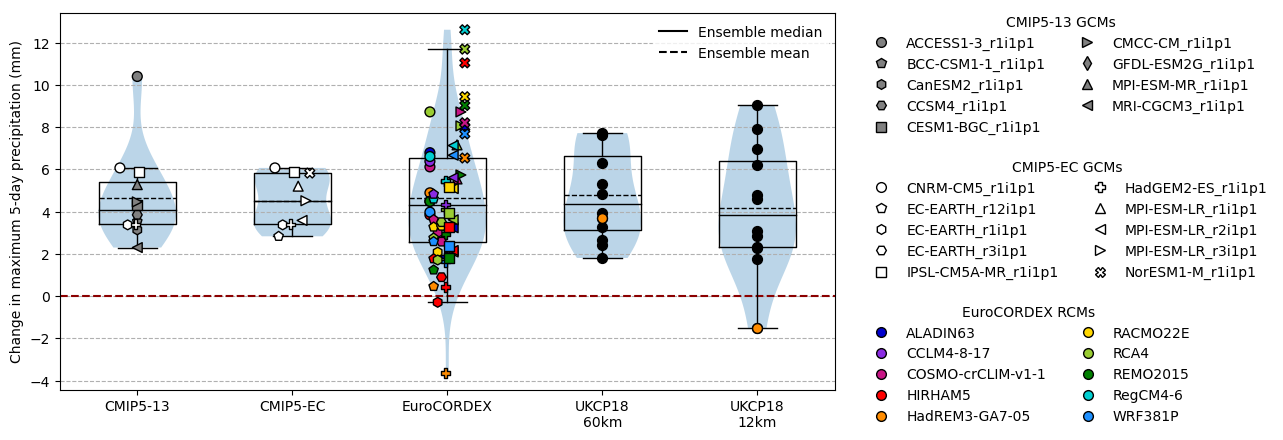 Change in maximum 5-day precipitation (mm)
12
10
8
6
4
2
0
−2
−4
CMIP5-13
CMIP5-EC
EuroCORDEX
UKCP18
60km
UKCP18
12km
Ensemble median
Ensemble mean
CMIP5-13 GCMs
ACCESS1-3_r1i1p1
BCC-CSM1-1_r1i1p1
CanESM2_r1i1p1
CCSM4_r1i1p1
CESM1-BGC_r1i1p1
CMCC-CM_r1i1p1
GFDL-ESM2G_r1i1p1
MPI-ESM-MR_r1i1p1
MRI-CGCM3_r1i1p1
CMIP5-EC GCMs
CNRM-CM5_r1i1p1
EC-EARTH_r12i1p1
EC-EARTH_r1i1p1
EC-EARTH_r3i1p1
IPSL-CM5A-MR_r1i1p1
HadGEM2-ES_r1i1p1
MPI-ESM-LR_r1i1p1
MPI-ESM-LR_r2i1p1
MPI-ESM-LR_r3i1p1
NorESM1-M_r1i1p1
EuroCORDEX RCMs
ALADIN63
CCLM4-8-17
COSMO-crCLIM-v1-1
HIRHAM5
HadREM3-GA7-05
RACMO22E
RCA4
REMO2015
RegCM4-6
WRF381P